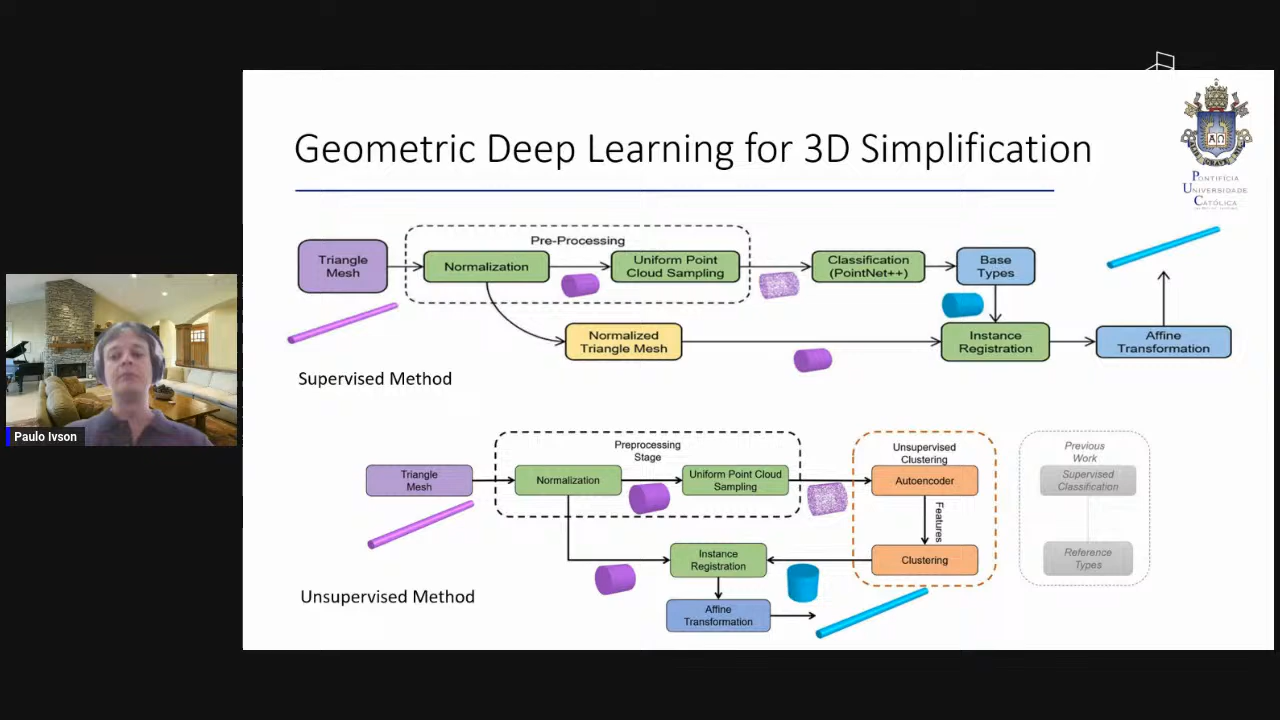 Geometric Deep Learning for 3D Simplification
PONTIFÍCIA
UNIVERSIDADE
CATÓLICA
Pre-Processing
Triangle
Mesh
Normalization
Uniform Point
Cloud Sampling
Classification
(PointNet++)
Base
Types
Normalized
Triangle Mesh
Instance
Registration
Affine
Transformation
Supervised Method
Paulo Ivson
Preprocessing
Stage
Triangle
Mesh
Normalization
Uniform Point Cloud
Sampling
Unsupervised
Clustering
Autoencoder
Features
Clustering
Previous
Work
Supervised
Classification
Reference
Types
Instance
Registration
Affine
Transformation
Unsupervised Method